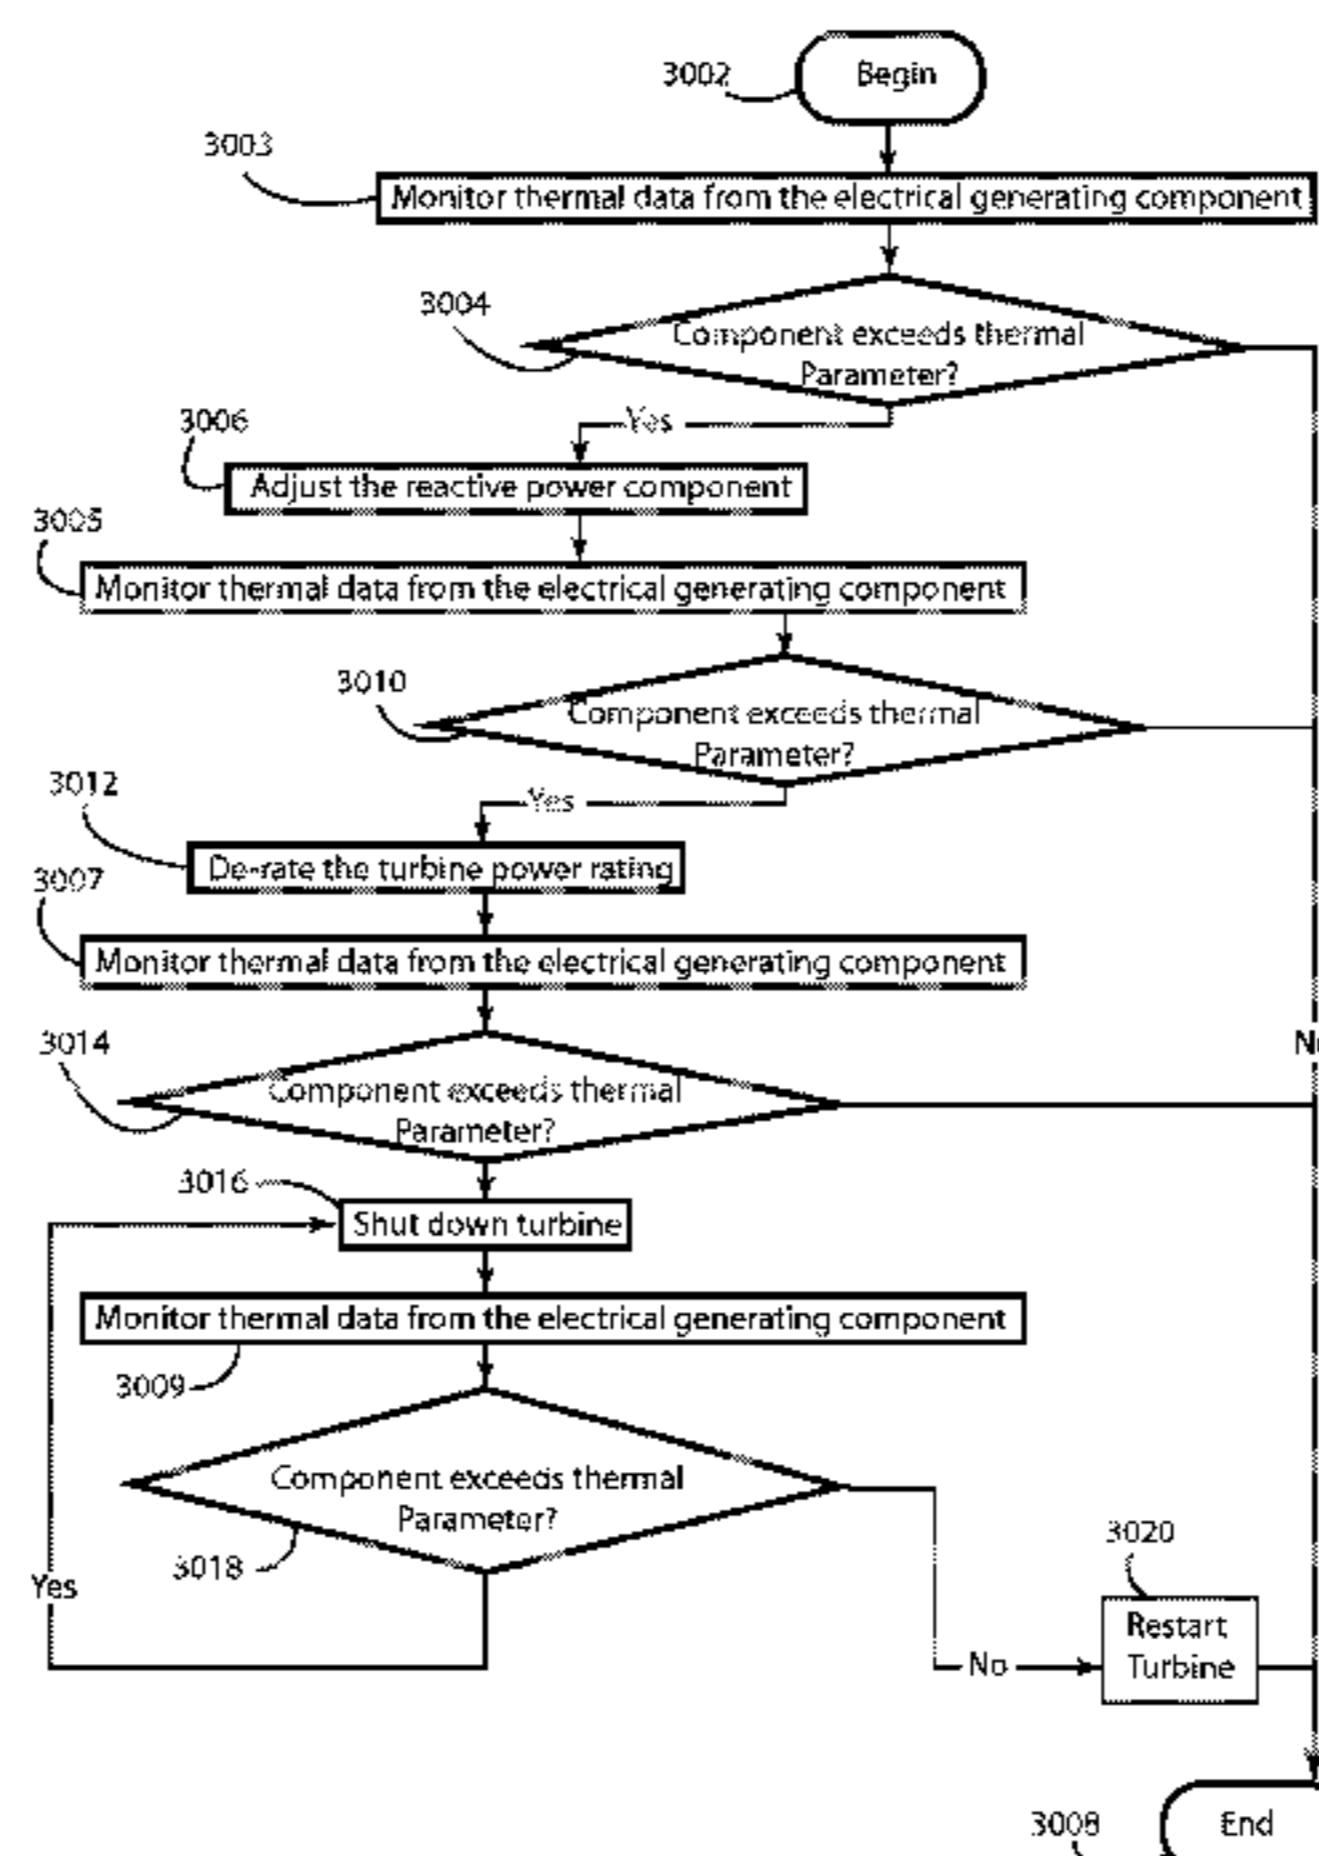 3002
Begin
3003
Monitor thermal data from the electrical generating component
3004
Component exceeds thermal
Parameter?
Yes
3006
Adjust the reactive power component
3005
Monitor thermal data from the electrical generating component
3010
Component exceeds thermal
Parameter?
Yes
3012
De-rate the turbine power rating
3007
Monitor thermal data from the electrical generating component
3014
Component exceeds thermal
Parameter?
3016
Shut down turbine
Monitor thermal data from the electrical generating component
3009
Component exceeds thermal
Parameter?
3018
Yes
No
3020
Restart
Turbine
3008
End